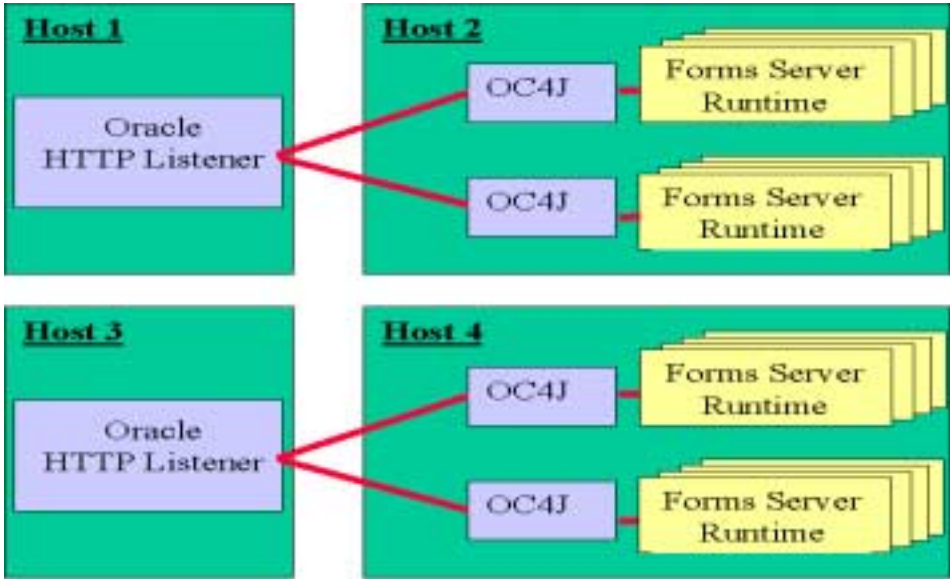 Host 1
Oracle
HTTP Listener
Host 2
OC4J
Forms Server
Runtime
OC4J
Forms Server
Runtime
Host 3
Oracle
HTTP Listener
Host 4
OC4J
Forms Server
Runtime
OC4J
Forms Server
Runtime